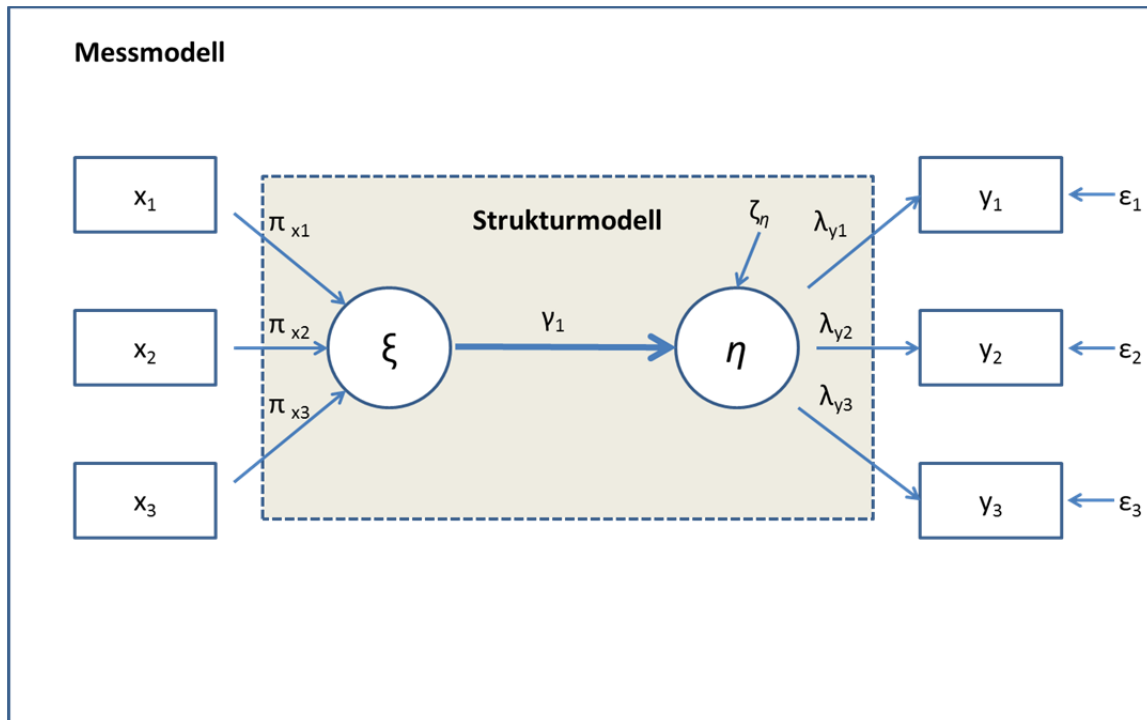 Messmodell
x₁
π x1
Strukturmodell
ζη
λy1
y₁
ε₁
x₂
π x2
ξ
γ₁
η
λy2
y₂
ε₂
x₃
π x3
λy3
y₃
ε₃